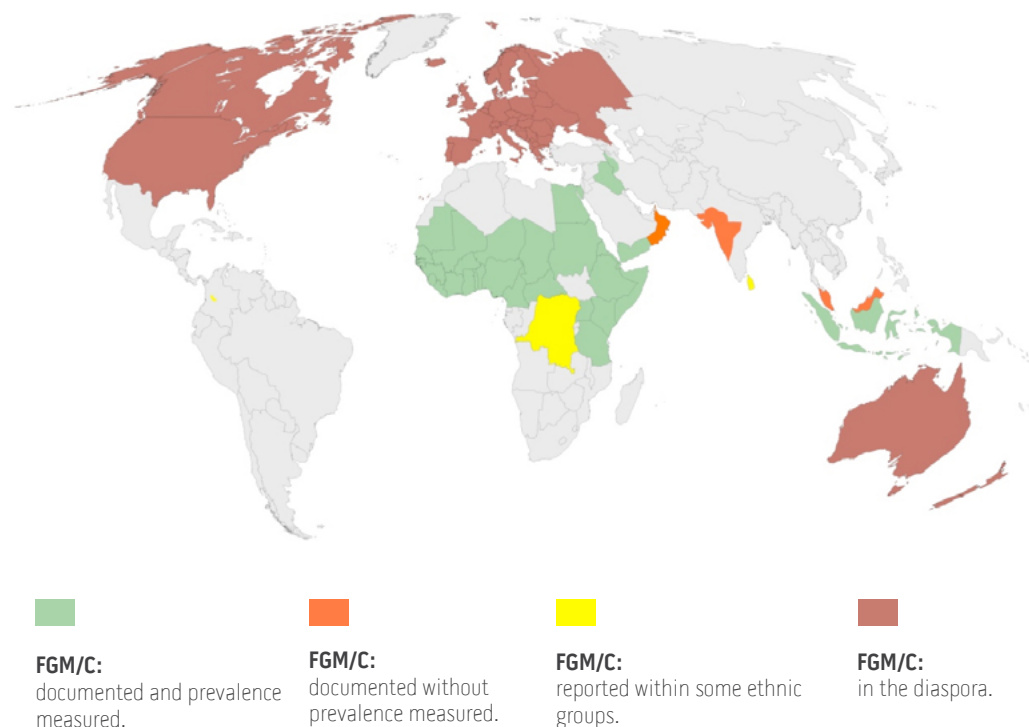 FGM/C:
documented and prevalence
measured.
FGM/C:
documented without
prevalence measured.
FGM/C:
reported within some ethnic
groups.
FGM/C:
in the diaspora.